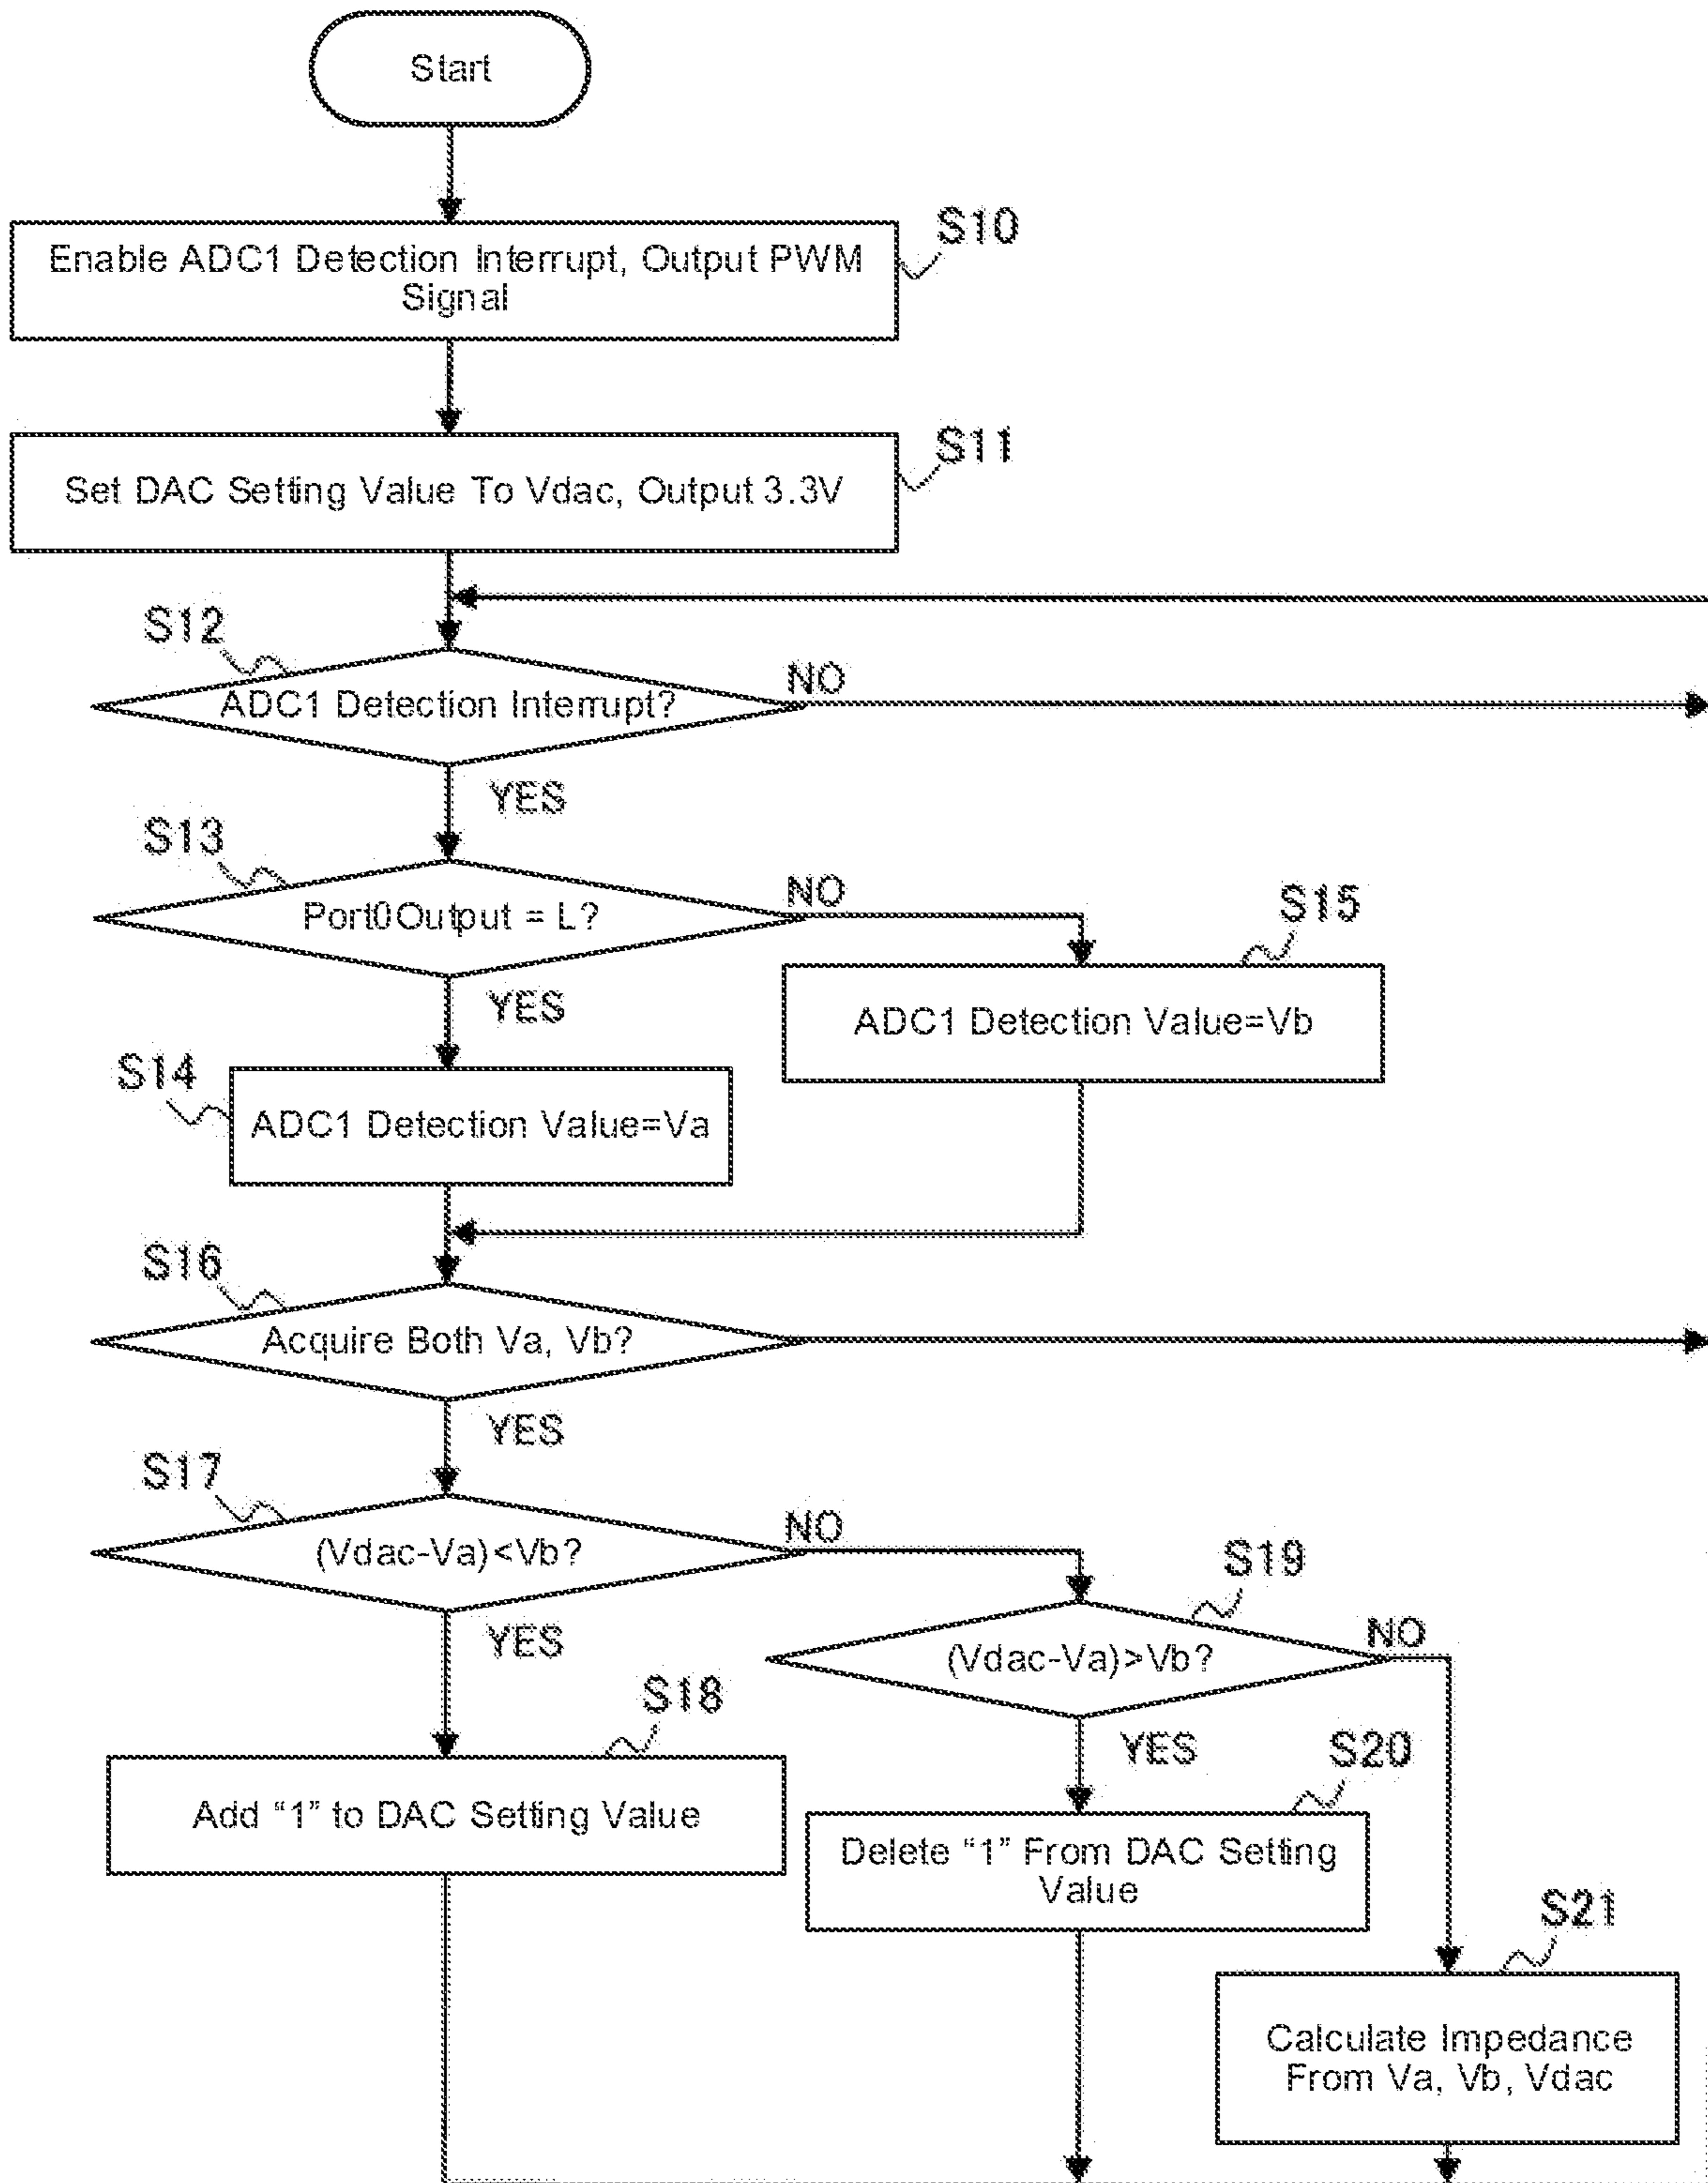 Start
S10
Enable ADC1 Detection Interrupt, Output PWM
Signal
S11
Set DAC Setting Value To Vdac, Output 3.3V
S12
ADC1 Detection Interrupt?
NO
YES
S13
Port0Output = L?
NO
YES
S15
ADC1 Detection Value=Vb
S14
ADC1 Detection Value=Va
S16
Acquire Both Va, Vb?
YES
S17
(Vdac-Va)<Vb?
NO
YES
S19
(Vdac-Va)>Vb?
NO
YES
S18
Add “1” to DAC Setting Value
S20
Delete “1” From DAC Setting
Value
S21
Calculate Impedance
From Va, Vb, Vdac